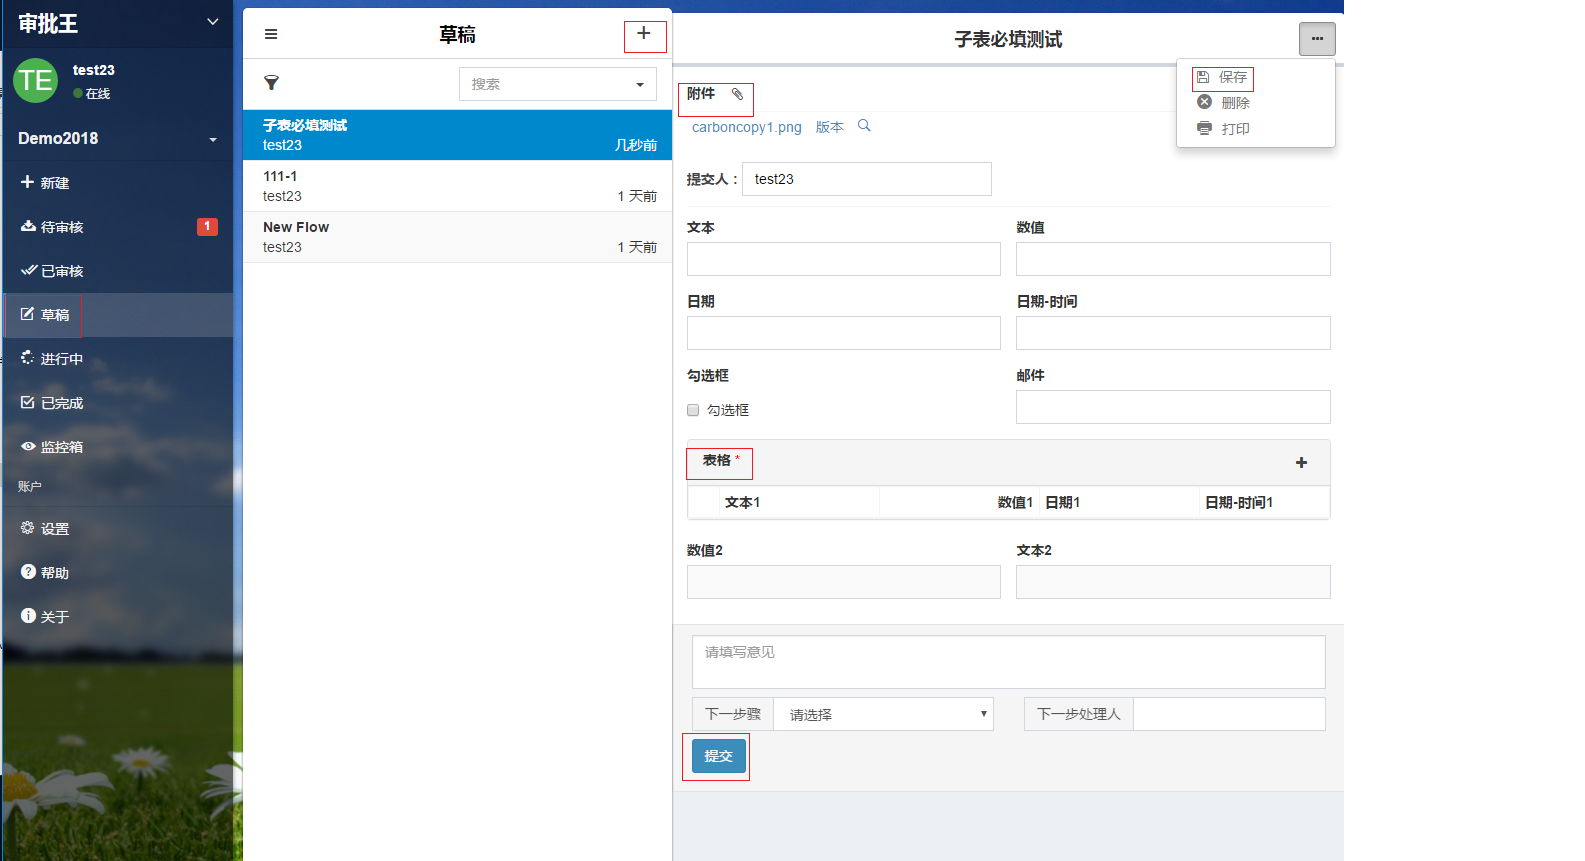 审批王
TE
test23
在线
Demo2018
新建
待审核 1
已审核
草稿
进行中
已完成
监控箱
账户
设置
帮助
关于
草稿
搜索
子表必填测试
test23 几秒前
111-1
test23 1 天前
New Flow
test23 1 天前
子表必填测试
保存
删除
打印
附件
carboncopy1.png 版本
提交人 : test23
文本 数值
日期 日期-时间
勾选框 邮件
勾选框
表格 *
文本1 数值1 日期1 日期-时间1
数值2 文本2
请填写意见
下一步骤 请选择 下一步处理人
提交